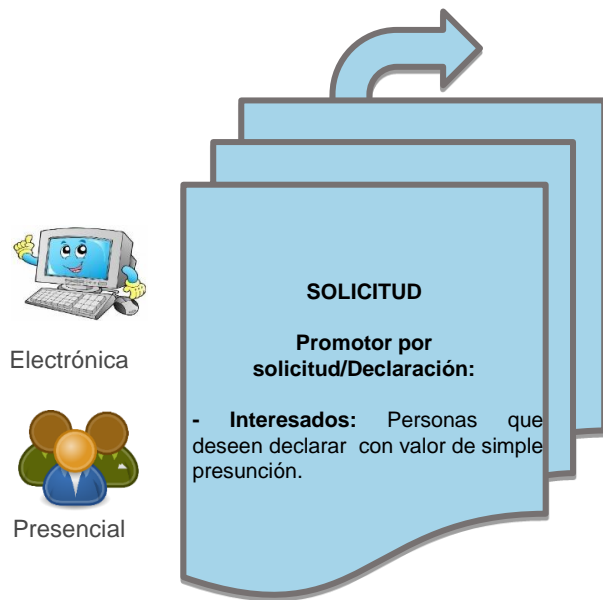 SOLICITUD
Promotor por
solicitud/Declaración:
- Interesados: Personas que
deseen declarar con valor de simple
presunción.
Electrónica
Presencial